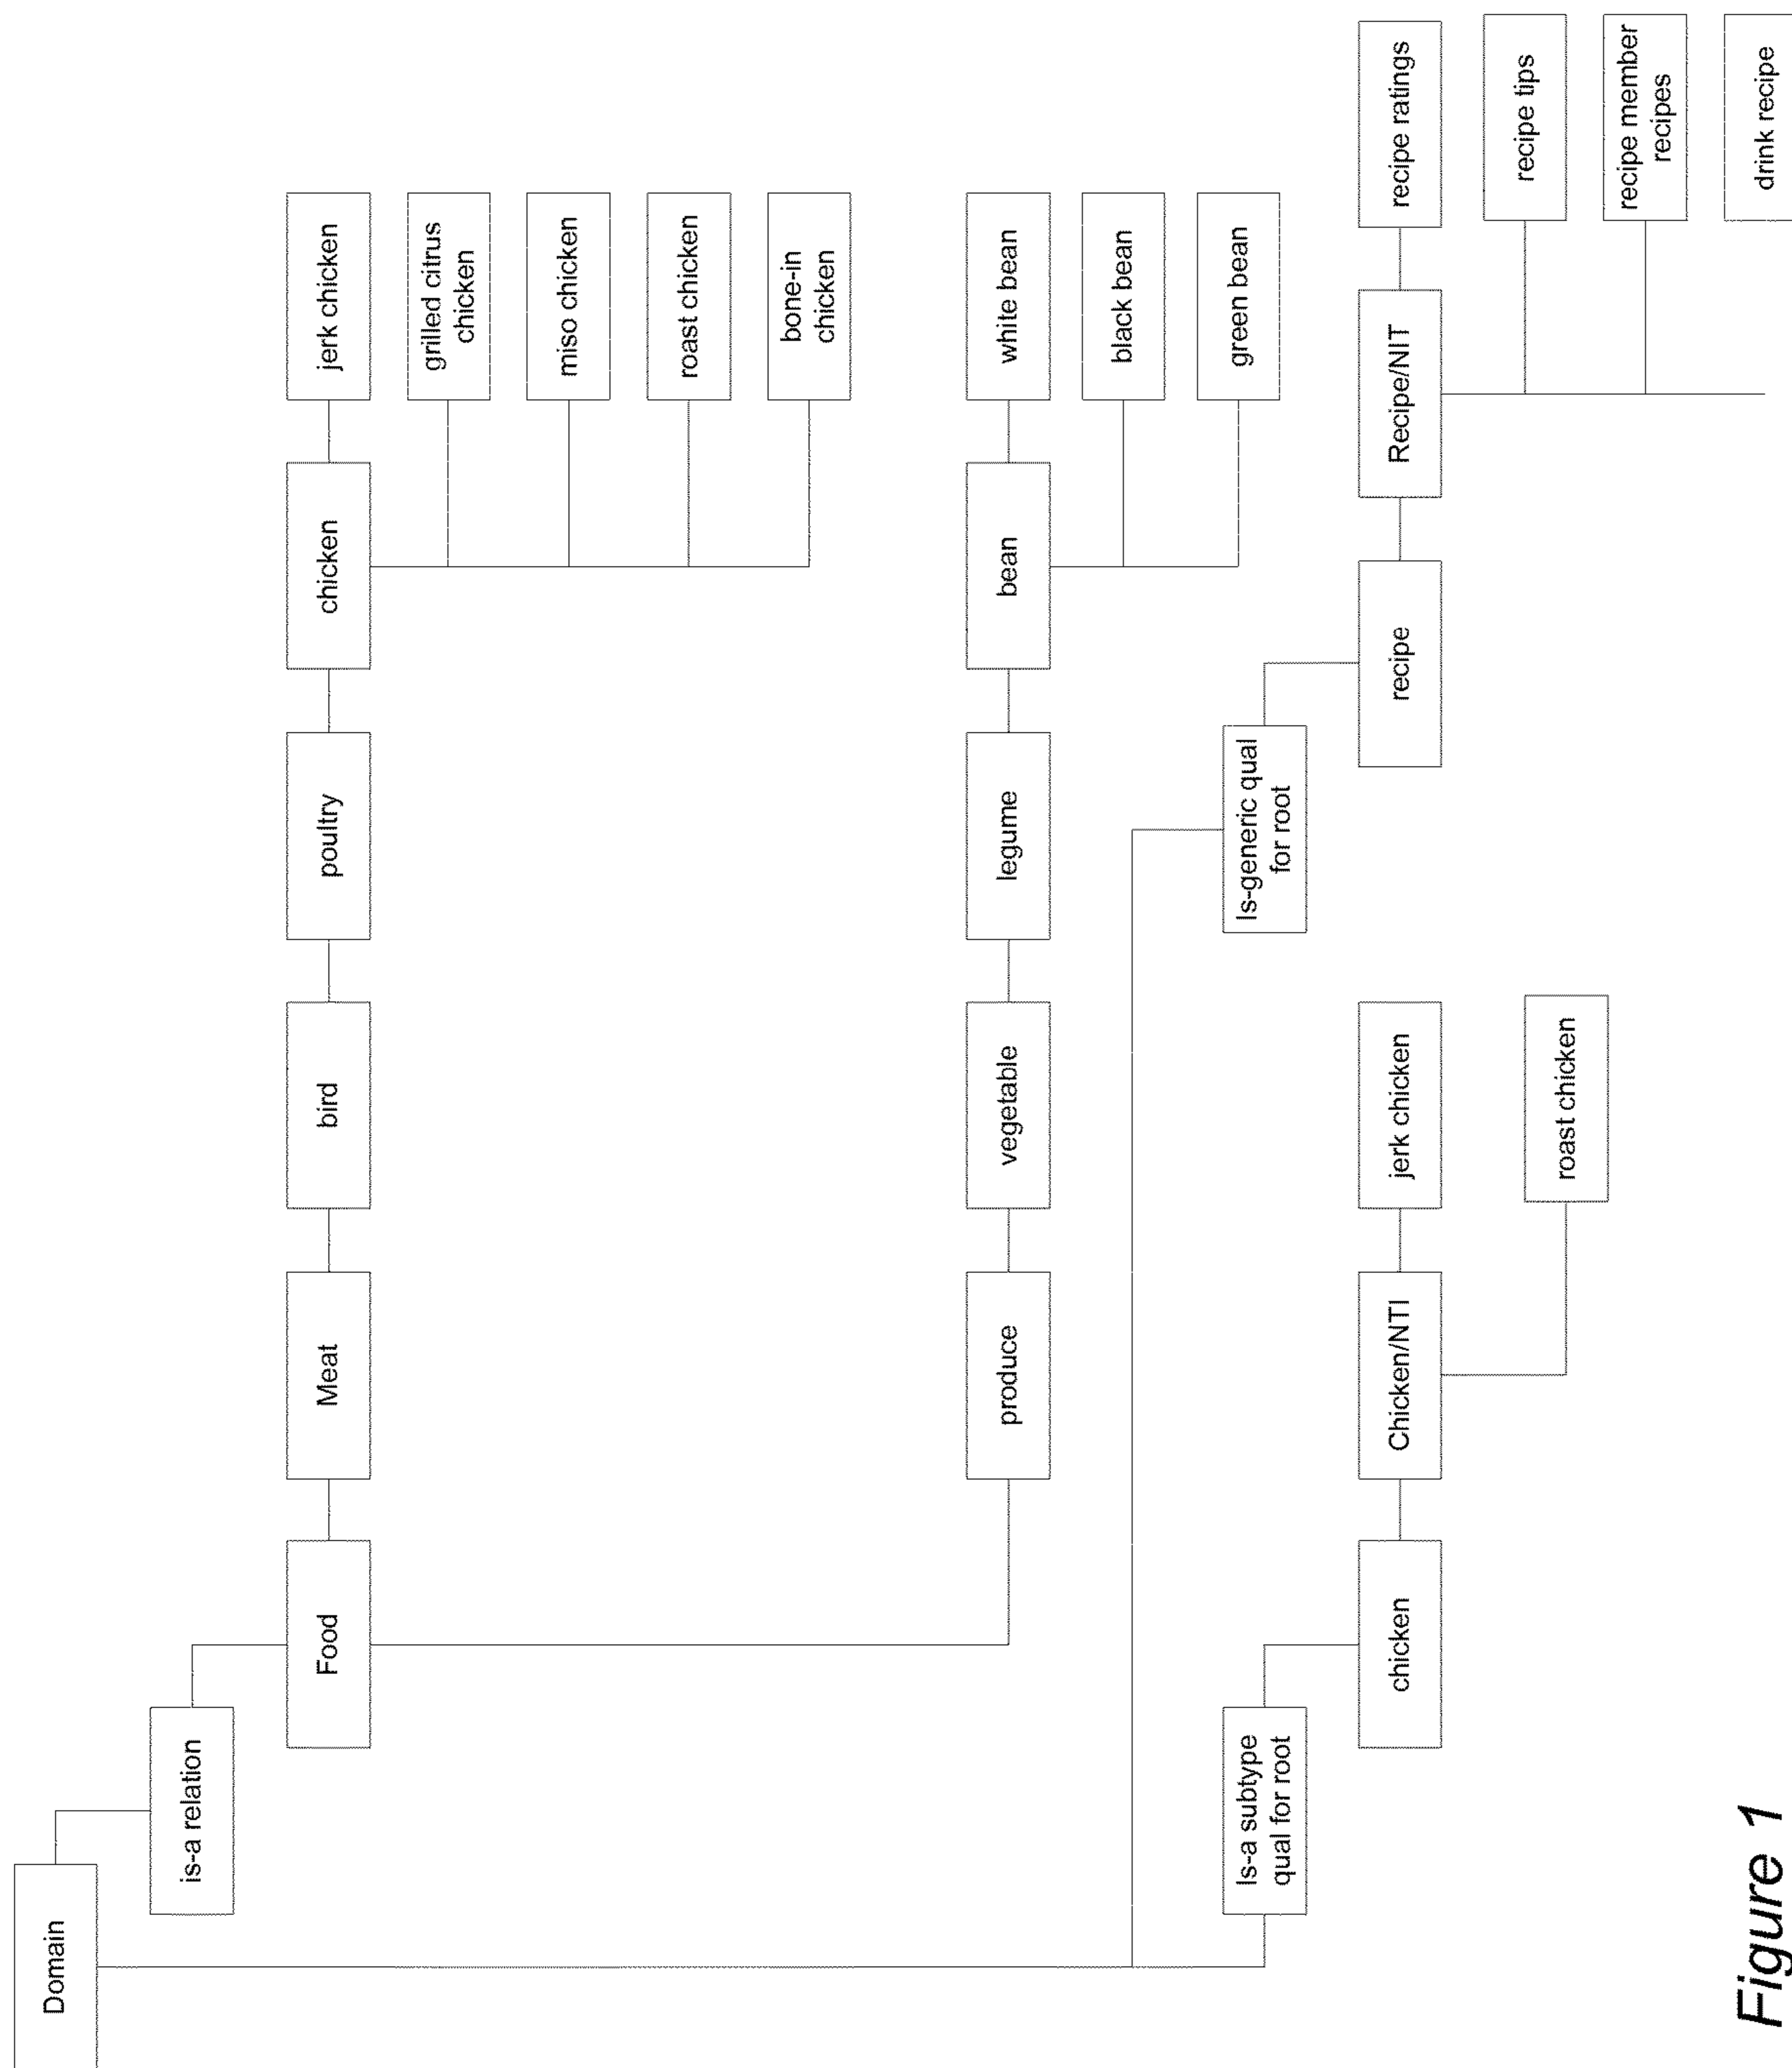 Domain
is-a relation
Food
Meat
bird
poultry
chicken
jerk chicken
grilled citrus
chicken
miso chicken
roast chicken
bone-in
chicken
produce
vegetable
legume
bean
white bean
black bean
green bean
Is-a subtype
qual for root
chicken
Chicken/NTI
jerk chicken
roast chicken
Is-generic qual
for root
recipe
Recipe/NIT
recipe ratings
recipe tips
recipe member
recipes
drink recipe
Figure 1